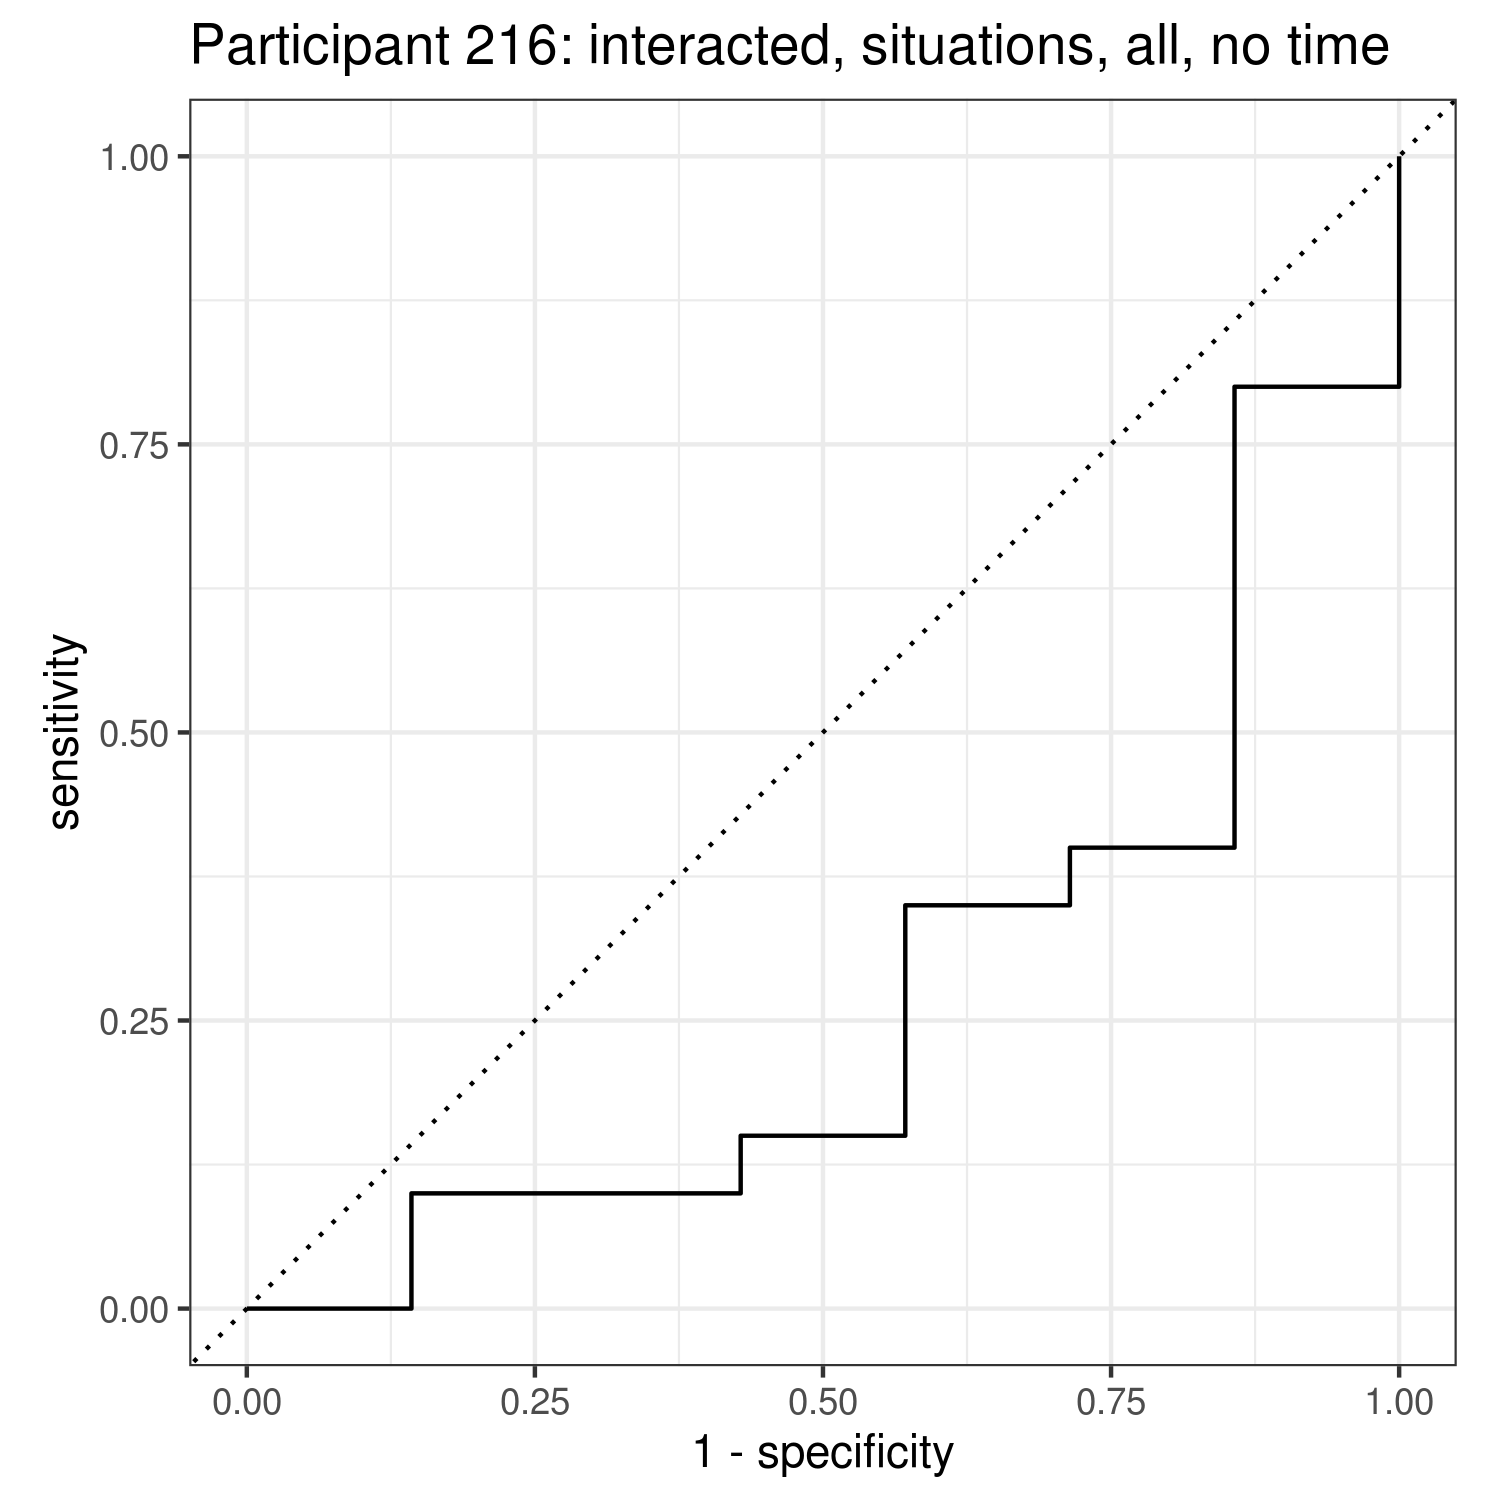 Participant 216: interacted, situations, all, no time
1.00
0.75
0.50
0.25
0.00
sensitivity
0.00 0.25 0.50 0.75 1.00
1 - specificity